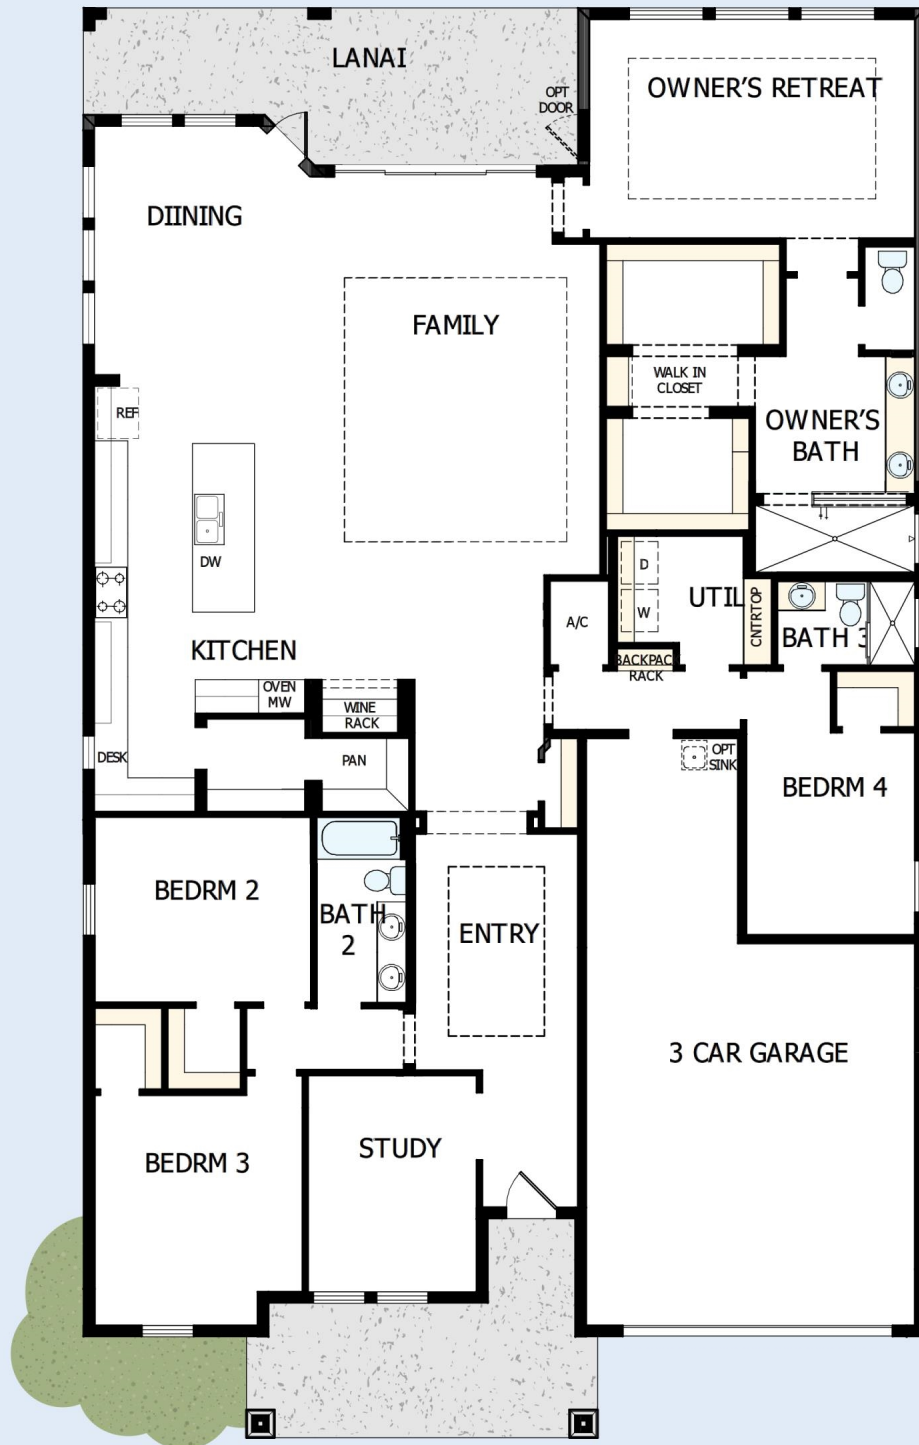 LANAI
OPT
DOOR
OWNER'S RETREAT
DIINING
FAMILY
WALK IN
CLOSET
REF
OWNER'S
BATH
DW
D
W
UTIL
CNTRTOP
A/C
BATH 3
KITCHEN
BACKPAC
RACK
OVEN
MW
WINE
RACK
DESK
PAN
OPT
SINK
BEDRM 4
BEDRM 2
BATH
2
ENTRY
3 CAR GARAGE
BEDRM 3
STUDY